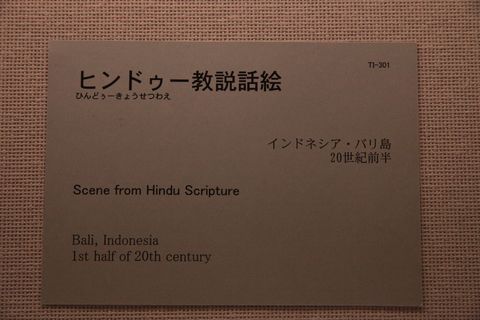 TI-301
ヒンドゥー教説話絵
ひんどぅーきょうせつわえ
インドネシア・バリ島
20世紀前半
Scene from Hindu Scripture
Bali, Indonesia
1st half of 20th century